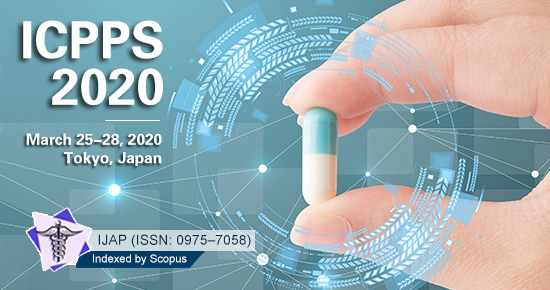 ICPPS
2020
March 25–28, 2020
Tokyo, Japan
IJAP (ISSN: 0975–7058)
Indexed by Scopus